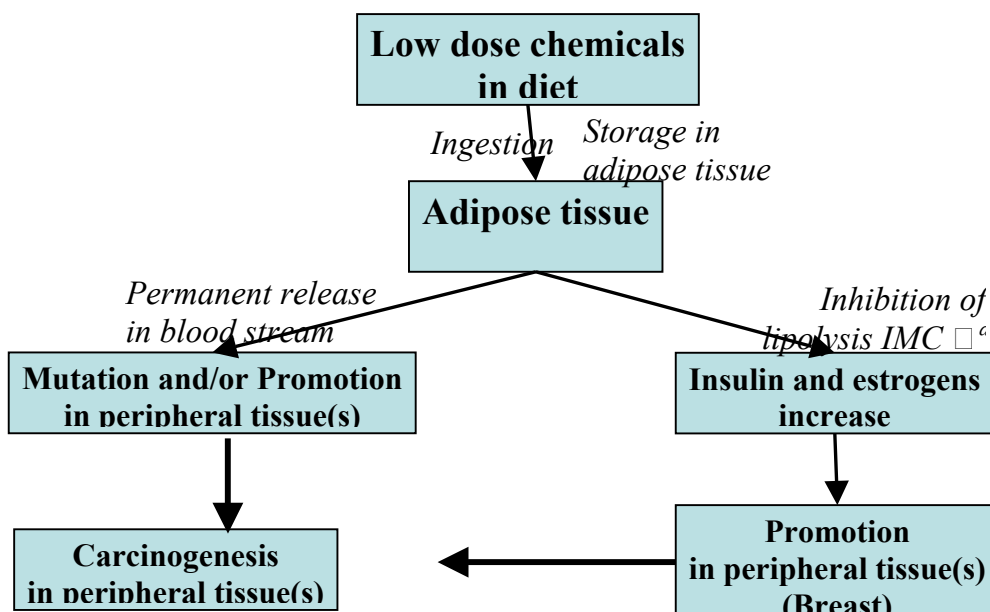 Low dose chemicals
in diet
Ingestion
Storage in
adipose tissue
Adipose tissue
Permanent release
in blood stream
Inhibition of
lipolysis IMC □ a
Mutation and/or Promotion
in peripheral tissue(s)
Insulin and estrogens
increase
Carcinogenesis
in peripheral tissue(s)
Promotion
in peripheral tissue(s)
(Breast)